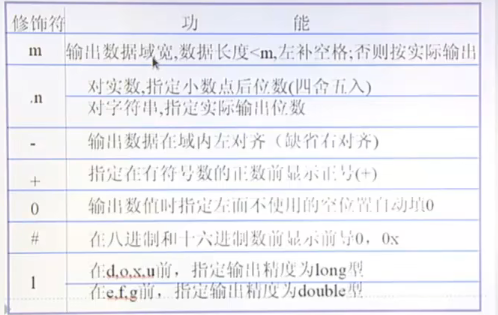 修饰符 功 能
m 输出数据域宽,数据长度<m,左补空格;否则按实际输出
.n 对实数,指定小数点后位数(四舍五入)
对字符串,指定实际输出位数
- 输出数据在域内左对齐（缺省右对齐)
+ 指定在有符号数的正数前显示正号(+)
0 输出数值时指定左面不使用的空位置自动填0
# 在八进制和十六进制数前显示前导0，0x
l 在d,o,x,u前，指定输出精度为long型
在e,f,g前，指定输出精度为double型